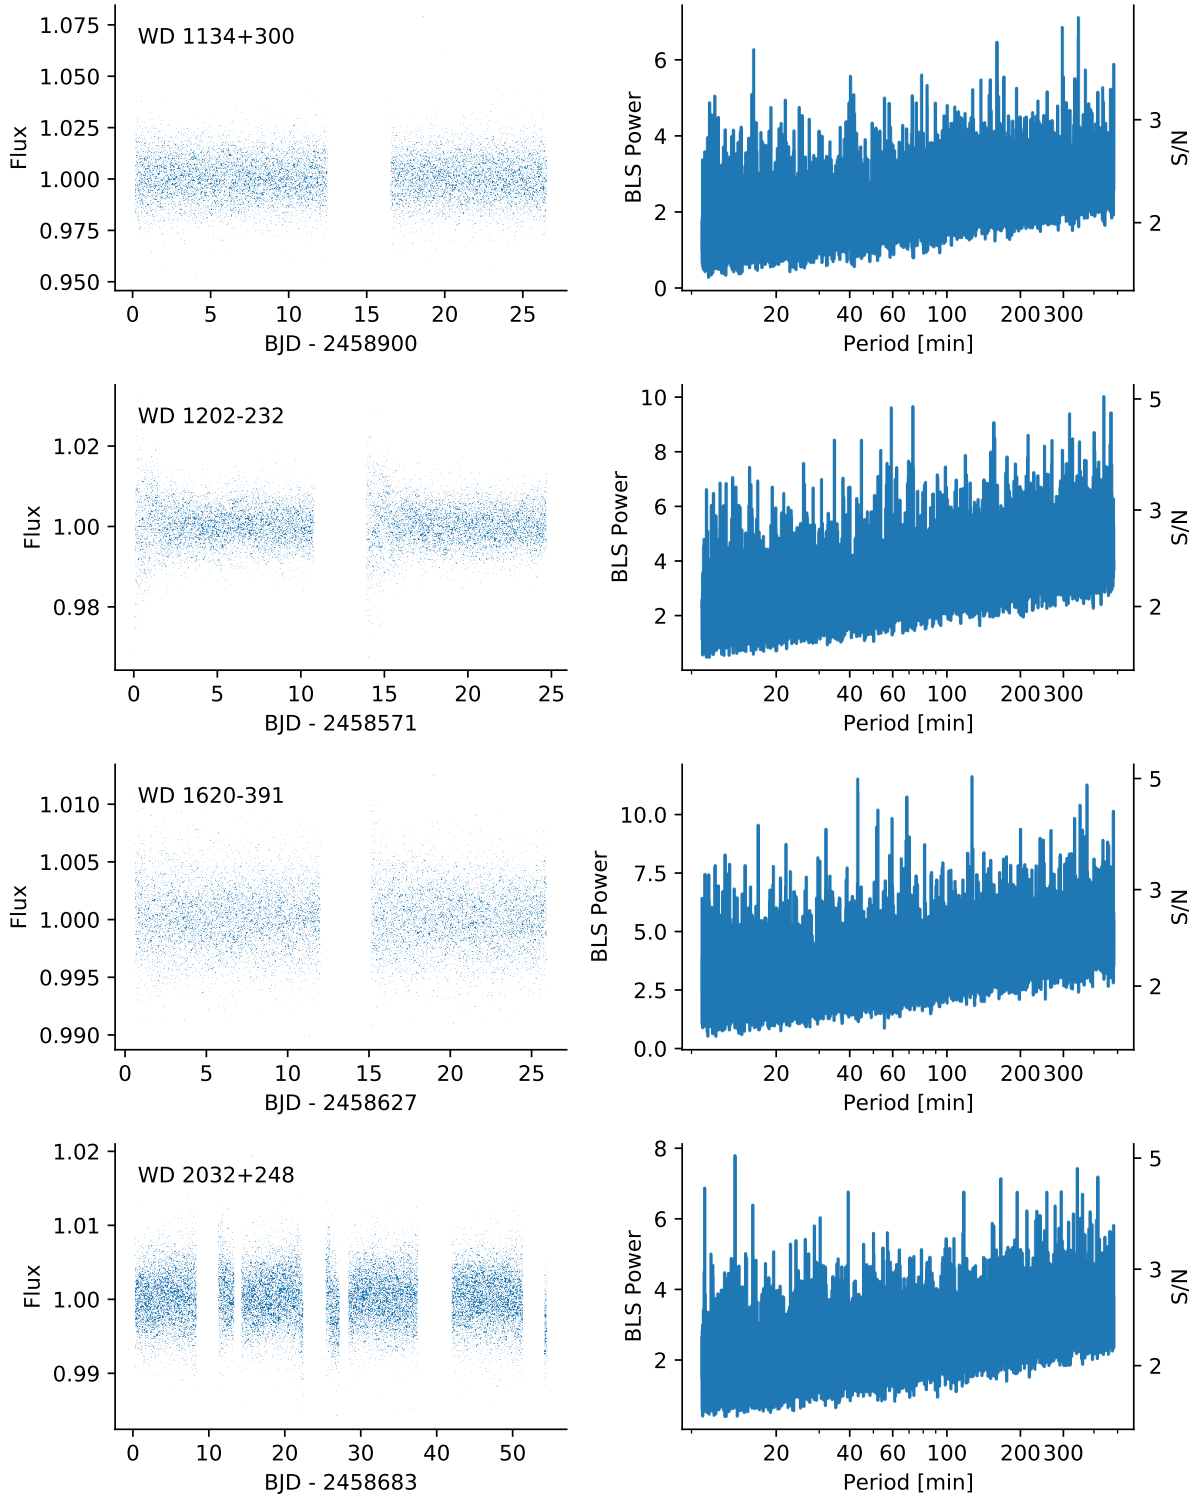 WD 1134+300
1.075
1.050
1.025
1.000
0.975
0.950
Flux
0 5 10 15 20 25
BJD - 2458900
6
4
2
0
BLS Power
3
2
S/N
20 40 60 100 200 300
Period [min]
WD 1202-232
1.02
1.00
0.98
Flux
0 5 10 15 20 25
BJD - 2458571
10
8
6
4
2
BLS Power
5
3
2
S/N
20 40 60 100 200 300
Period [min]
WD 1620-391
1.010
1.005
1.000
0.995
0.990
Flux
0 5 10 15 20 25
BJD - 2458627
10.0
7.5
5.0
2.5
0.0
BLS Power
5
3
2
S/N
20 40 60 100 200 300
Period [min]
WD 2032+248
1.02
1.01
1.00
0.99
Flux
0 10 20 30 40 50
BJD - 2458683
8
6
4
2
BLS Power
5
3
2
S/N
20 40 60 100 200 300
Period [min]